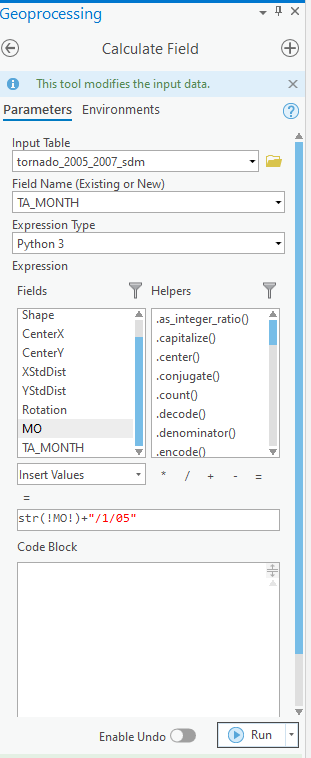 Geoprocessing
Calculate Field
This tool modifies the input data.
Parameters Environments
?
Input Table
tornado_2005_2007_sdm
Field Name (Existing or New)
TA_MONTH
Expression Type
Python 3
Expression
Fields Helpers
Shape .as_integer_ratio()
CenterX .capitalize()
CenterY .center()
XStdDist .conjugate()
YStdDist .count()
Rotation .decode()
MO .denominator()
TA_MONTH .encode()
Insert Values * / + - =
=
str(!MO!)+"/1/05"
Code Block
Enable Undo Run